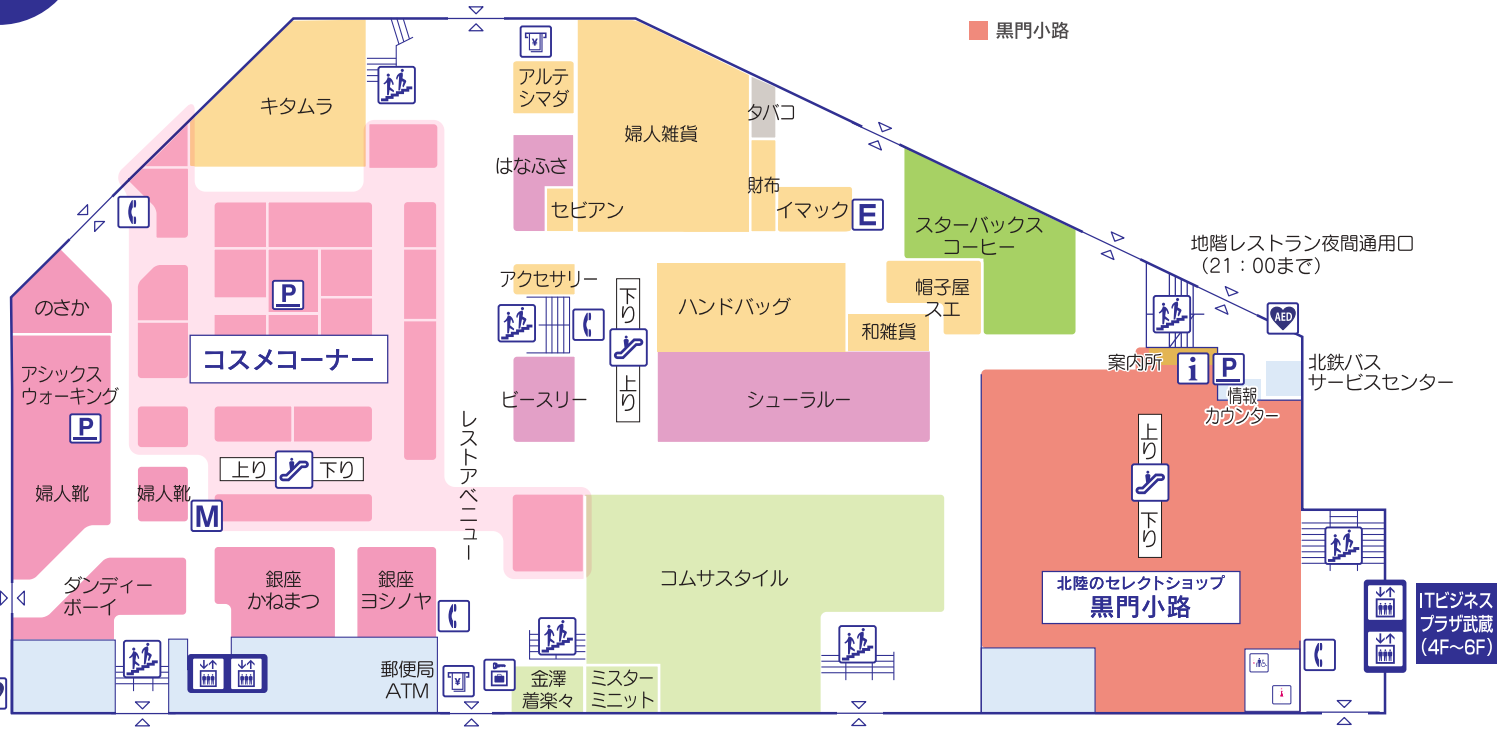 黒門小路
アルテ
シマダ
キタムラ
タバコ
婦人雑貨
はなふさ
財布
セビアン
イマック
E
スターバックス
コーヒー
地階レストラン夜間通用口
(21：00まで)
アクセサリー
下り
上り
ハンドバッグ
帽子屋
スエ
和雑貨
のさか
P
コスメコーナー
AED
案内所
i
P
情報
カウンター
北鉄バス
サービスセンター
アシックス
ウォーキング
P
ビースリー
シューラルー
レストアベニュー
上り
下り
上り
下り
婦人靴
婦人靴
M
コムサスタイル
北陸のセレクトショップ
黒門小路
ダンディー
ボーイ
銀座
かねまつ
銀座
ヨシノヤ
ITビジネス
プラザ武蔵
(4F～6F)
郵便局
ATM
金澤
着楽々
ミスター
ミニット